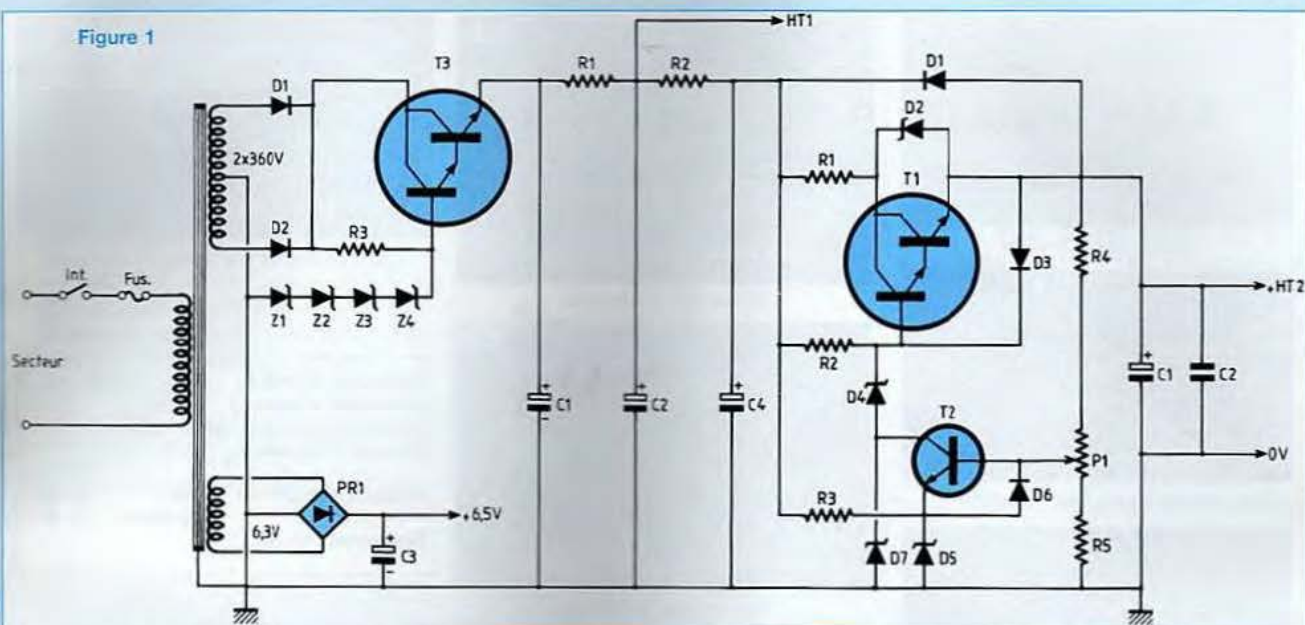 Figure 1
HT1
T3
R1
R2
D1
D1
D2
2x360V
R1
T1
D2
R3
D3
R4
Int.
Fus.
+HT2
Z1
Z2
Z3
Z4
R2
Secteur
+
C1
-
+
C2
+
C4
D4
T2
+
C1
C2
P1
0V
PR1
R3
D6
6,3V
+6,5V
+
C3
-
D7
D5
R5